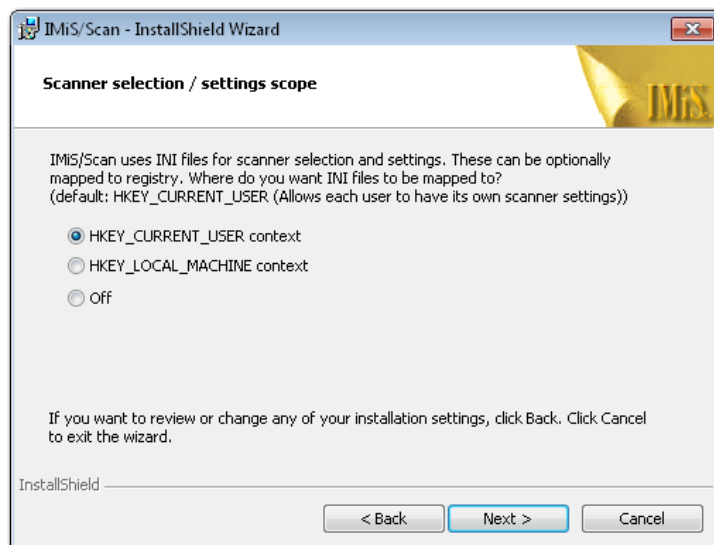 IMiS/Scan - InstallShield Wizard
Scanner selection / settings scope
IMiS
IMiS/Scan uses INI files for scanner selection and settings. These can be optionally
mapped to registry. Where do you want INI files to be mapped to?
(default: HKEY_CURRENT_USER (Allows each user to have its own scanner settings))
HKEY_CURRENT_USER context
HKEY_LOCAL_MACHINE context
Off
If you want to review or change any of your installation settings, click Back. Click Cancel
to exit the wizard.
InstallShield
< Back Next > Cancel